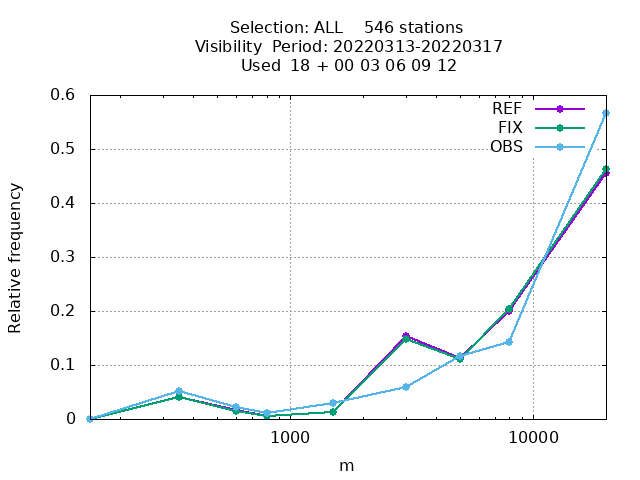 Selection: ALL    546 stations
Visibility  Period: 20220313-20220317
Used  18 + 00 03 06 09 12
0.6
0.5
0.4
0.3
0.2
0.1
0
Relative frequency
REF
FIX
OBS
1000
10000
m